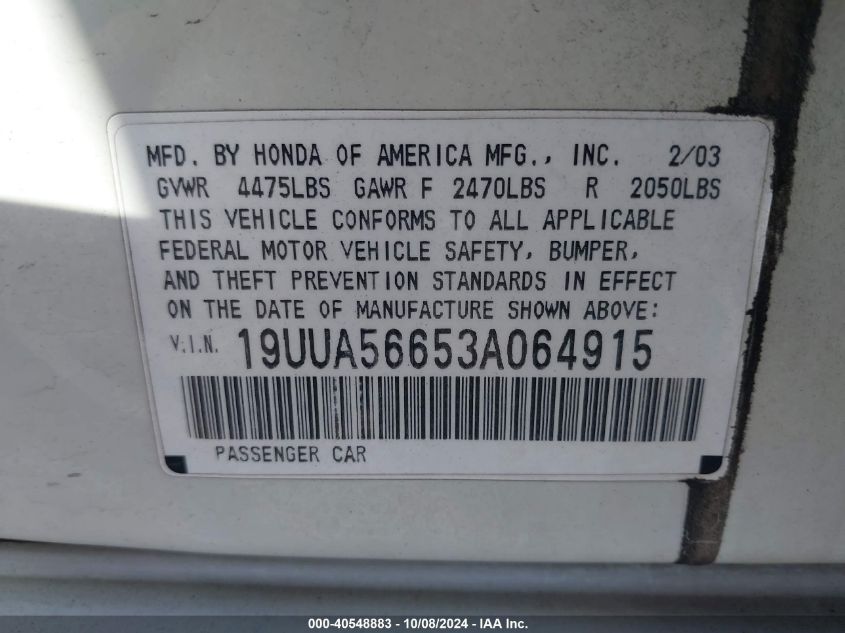 MFD. BY HONDA OF AMERICA MFG., INC. 2/03
GVWR 4475LBS GAWR F 2470LBS R 2050LBS
THIS VEHICLE CONFORMS TO ALL APPLICABLE
FEDERAL MOTOR VEHICLE SAFETY, BUMPER,
AND THEFT PREVENTION STANDARDS IN EFFECT
ON THE DATE OF MANUFACTURE SHOWN ABOVE:
V.I.N. 19UUA56653A064915
PASSENGER CAR
000-40548883 - 10/08/2024 - IAA Inc.